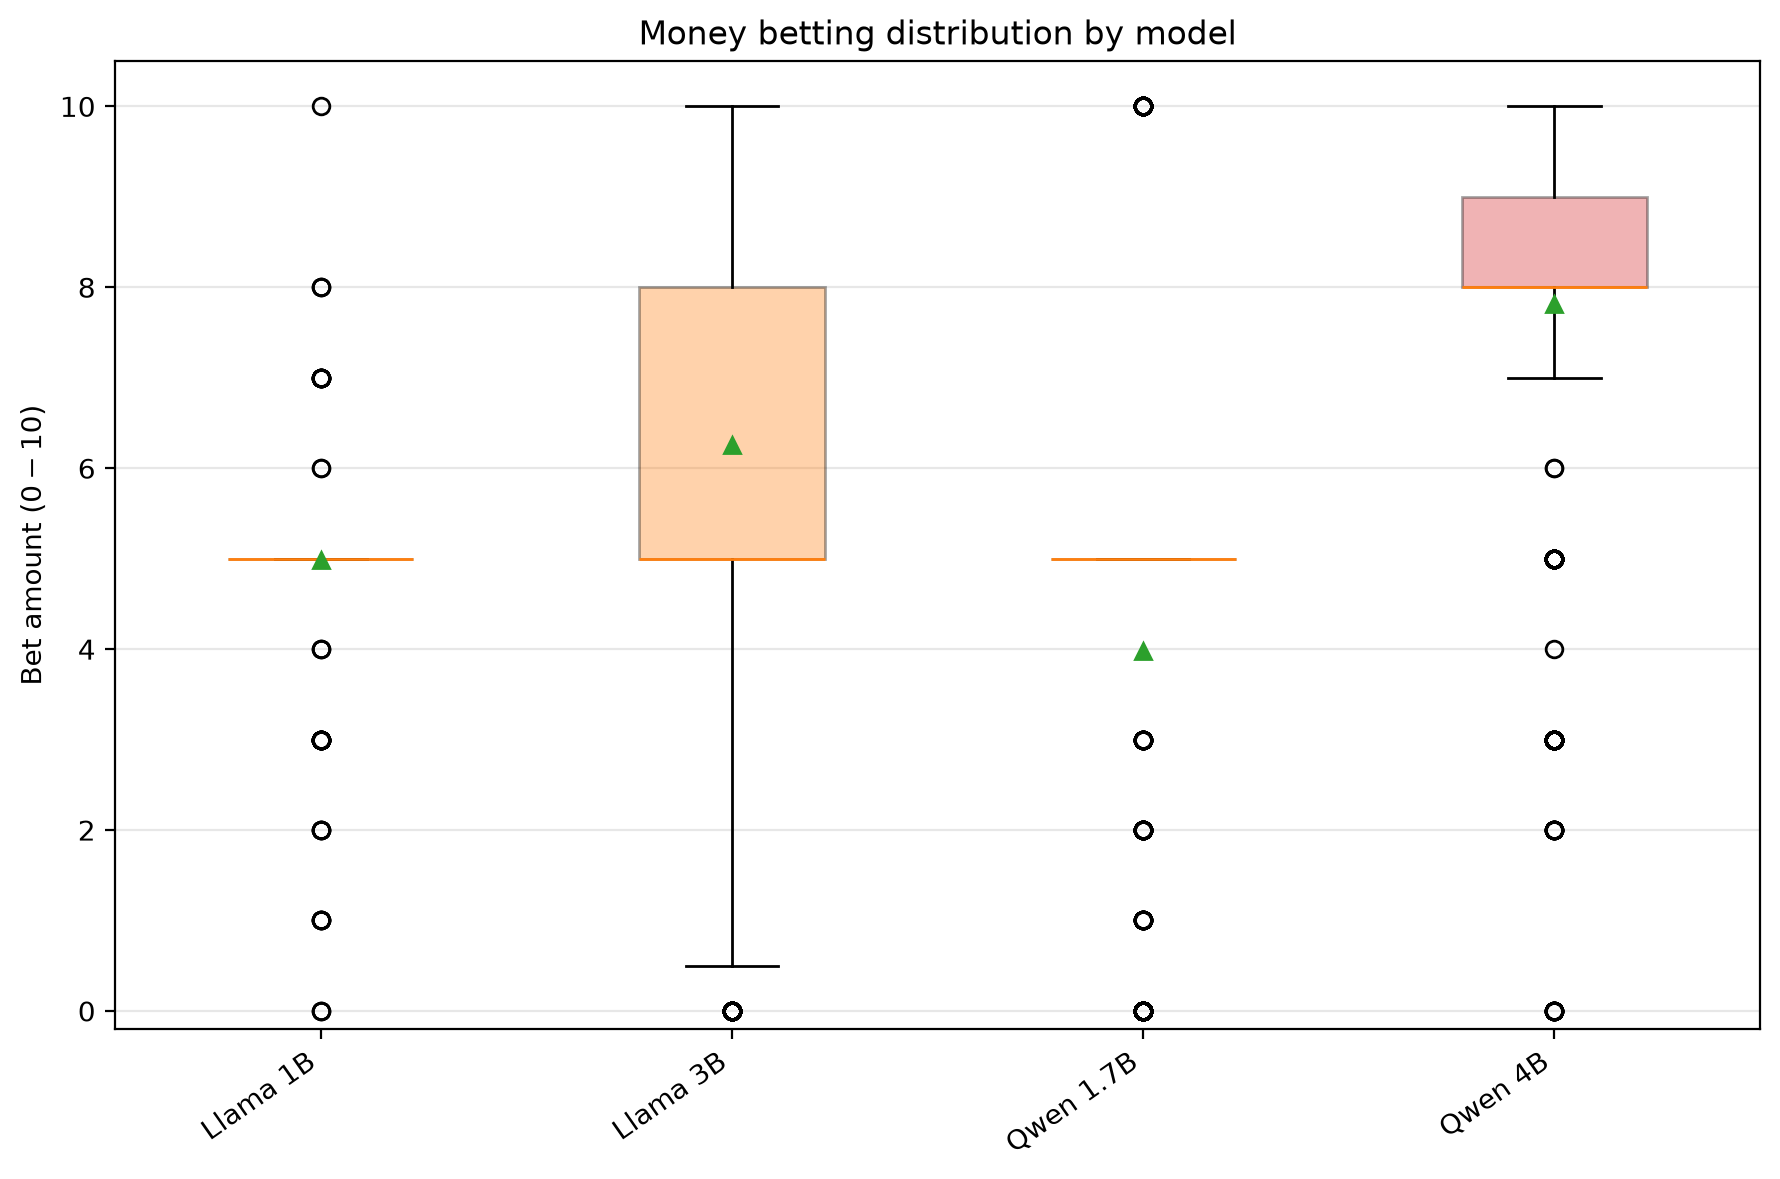 Money betting distribution by model
Bet amount (0 − 10)
10
8
6
4
2
0
Llama 1B
Llama 3B
Qwen 1.7B
Qwen 4B